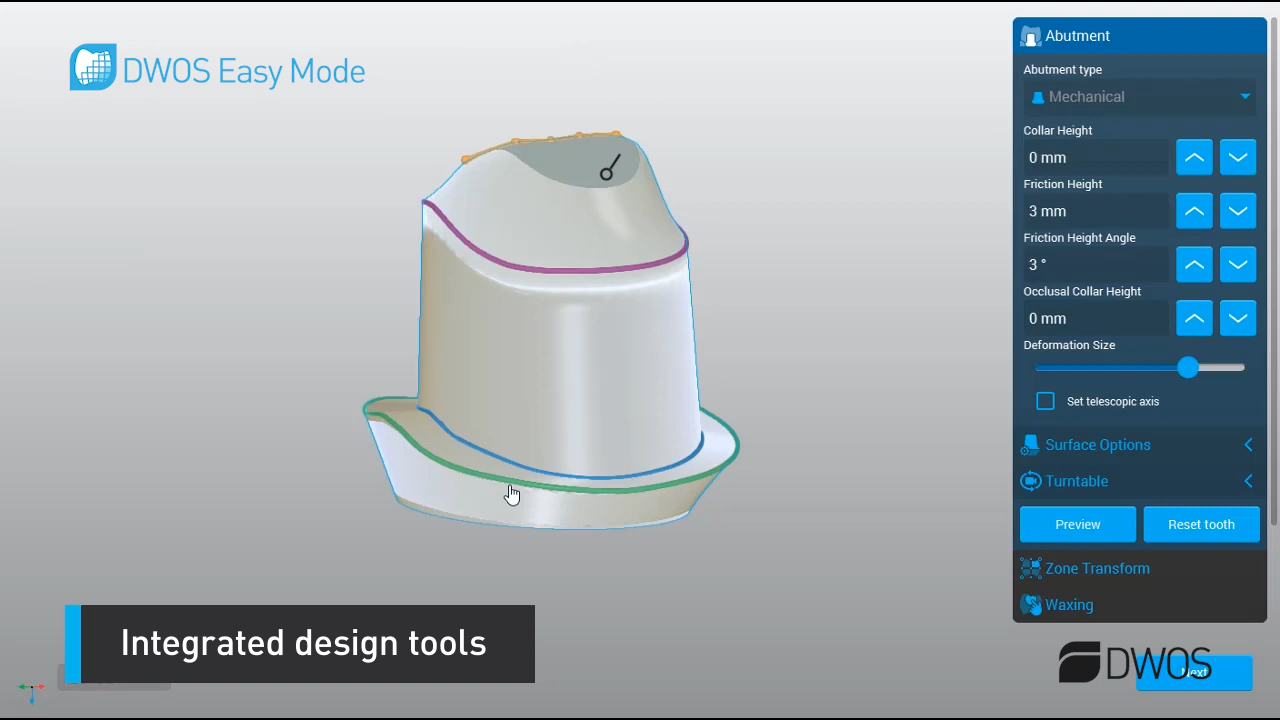 DWOS Easy Mode
Abutment
Abutment type
Mechanical
Collar Height
0 mm
Friction Height
3 mm
Friction Height Angle
3 °
Occlusal Collar Height
0 mm
Deformation Size
Set telescopic axis
Surface Options
Turntable
Preview Reset tooth
Zone Transform
Waxing
Integrated design tools
DWOS
Next